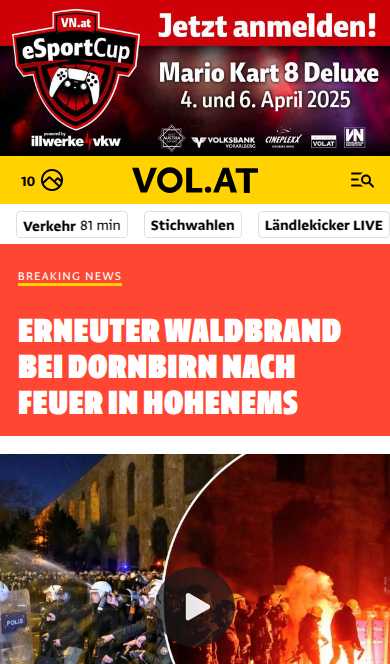 VN.at
eSportCup
Jetzt anmelden!
Mario Kart 8 Deluxe
4. und 6. April 2025
powered by
illwerke vkw
VOLKSBANK
VORARLBERG
CINEPLEXX
VOL.AT
VN
10
VOL.AT
Verkehr 81 min
Stichwahlen
Ländlekicker LIVE
BREAKING NEWS
ERNEUTER WALDBRAND
BEI DORNBIRN NACH
FEUER IN HOHENEMS
POLIS